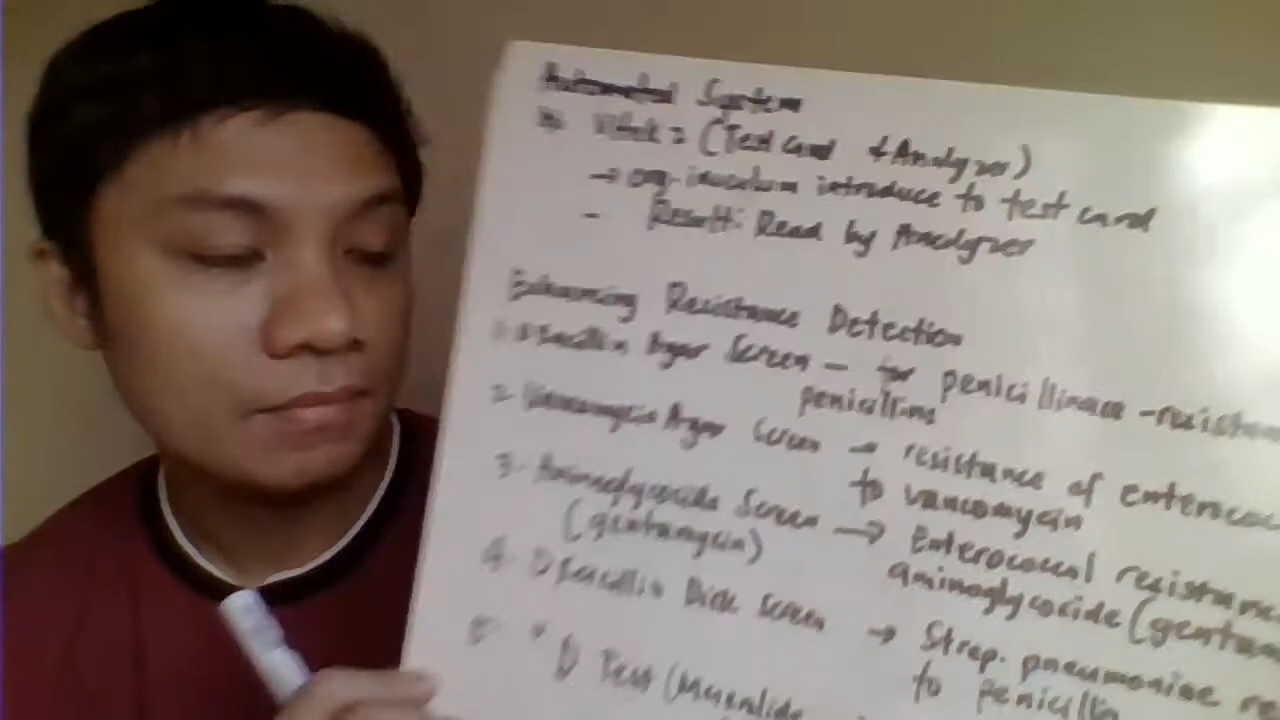 Automated System
Vitek = (Test card & Analyzer)
→ org. inoculum introduce to test card
- Result: Read by Analyzer
Enhancing Resistance Detection
1. Oxacillin Agar Screen - for penicillinase-resistant
penicillins
2. Vancomycin Agar Screen → resistance of enterococ
to vancomycin
3. Aminoglycoside Screen → Enterococcal resistance
(gentamycin) aminoglycoside (gentam
4. Oxacillin Disk Screen → Strep. pneumoniae re
to penicillin
5. "D Test (